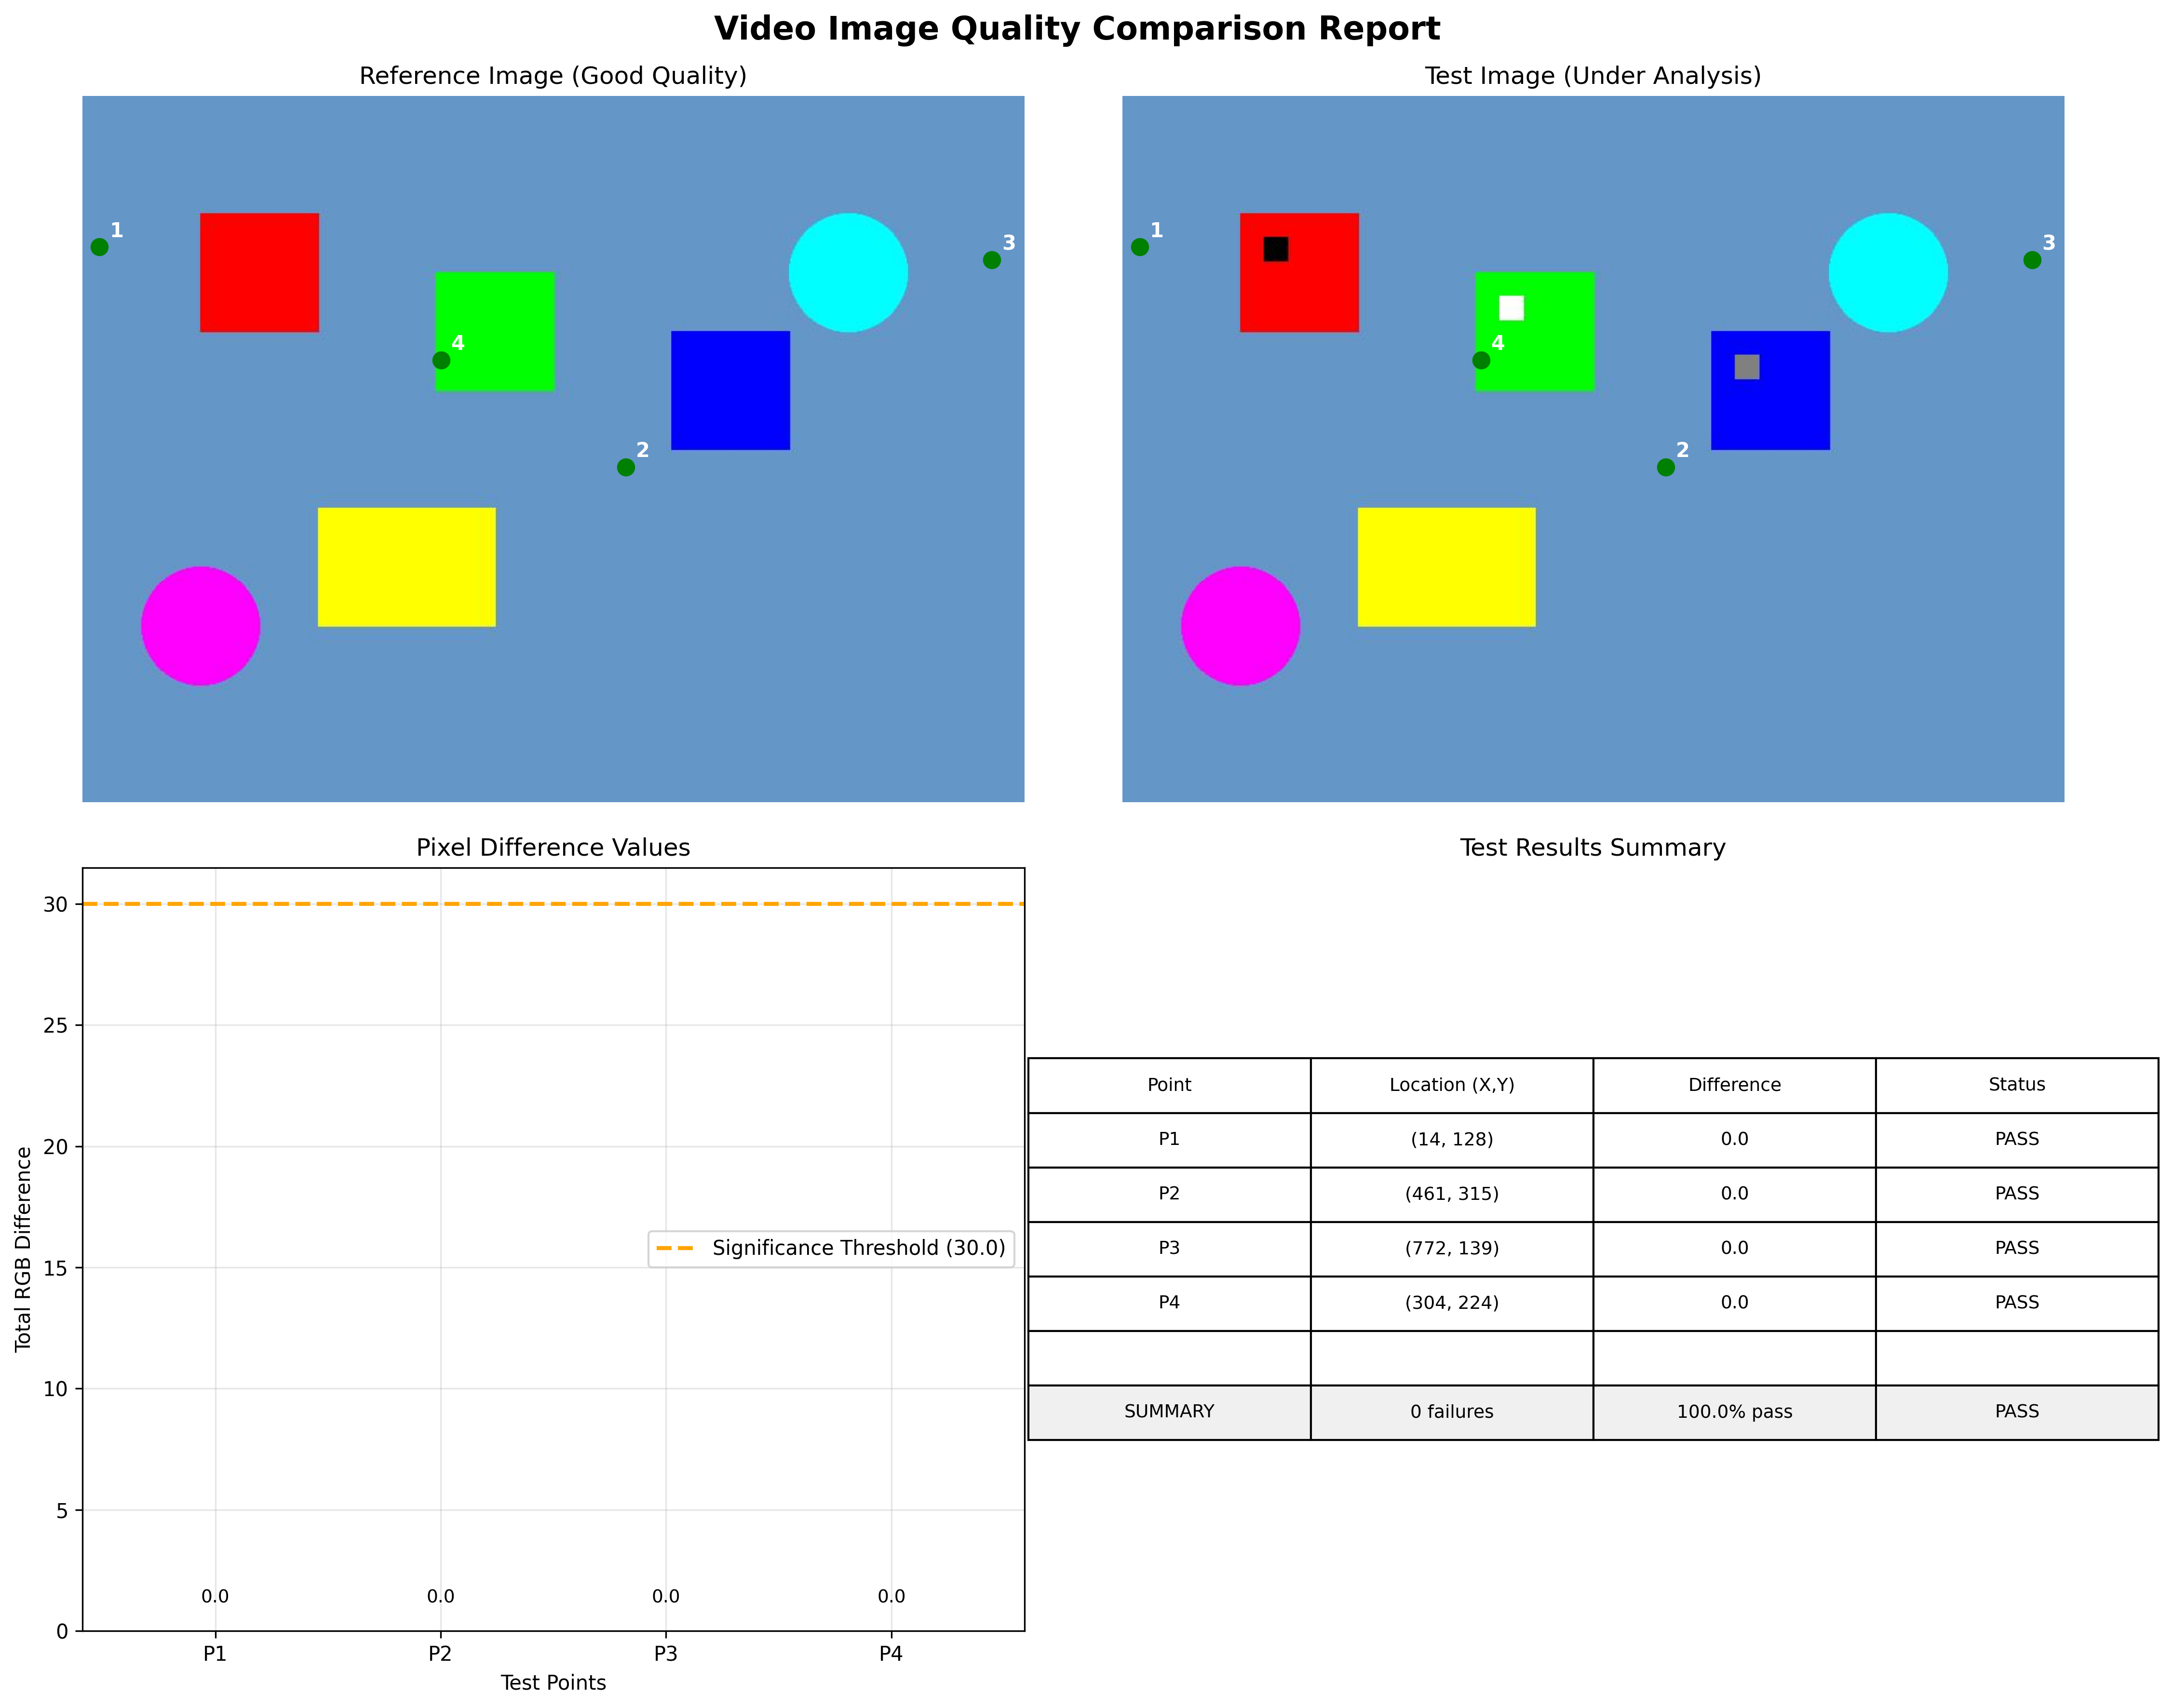 Video Image Quality Comparison Report
Reference Image (Good Quality)
1
3
4
2
Test Image (Under Analysis)
1
3
4
2
Pixel Difference Values
30
25
20
15
10
5
0
Total RGB Difference
Significance Threshold (30.0)
0.0 0.0 0.0 0.0
P1 P2 P3 P4
Test Points
Test Results Summary
Point Location (X,Y) Difference Status
P1 (14, 128) 0.0 PASS
P2 (461, 315) 0.0 PASS
P3 (772, 139) 0.0 PASS
P4 (304, 224) 0.0 PASS
SUMMARY 0 failures 100.0% pass PASS